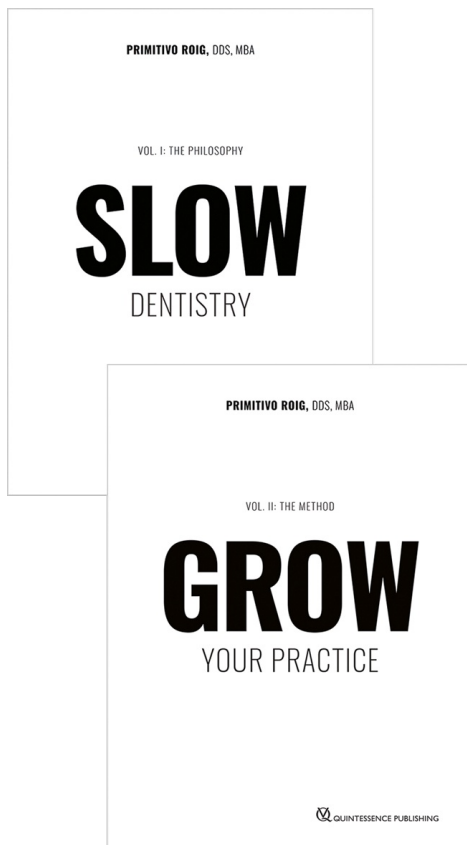 PRIMITIVO ROIG, DDS, MBA
VOL. I: THE PHILOSOPHY
SLOW
DENTISTRY
PRIMITIVO ROIG, DDS, MBA
VOL. II: THE METHOD
GROW
YOUR PRACTICE
QUINTESSENCE PUBLISHING